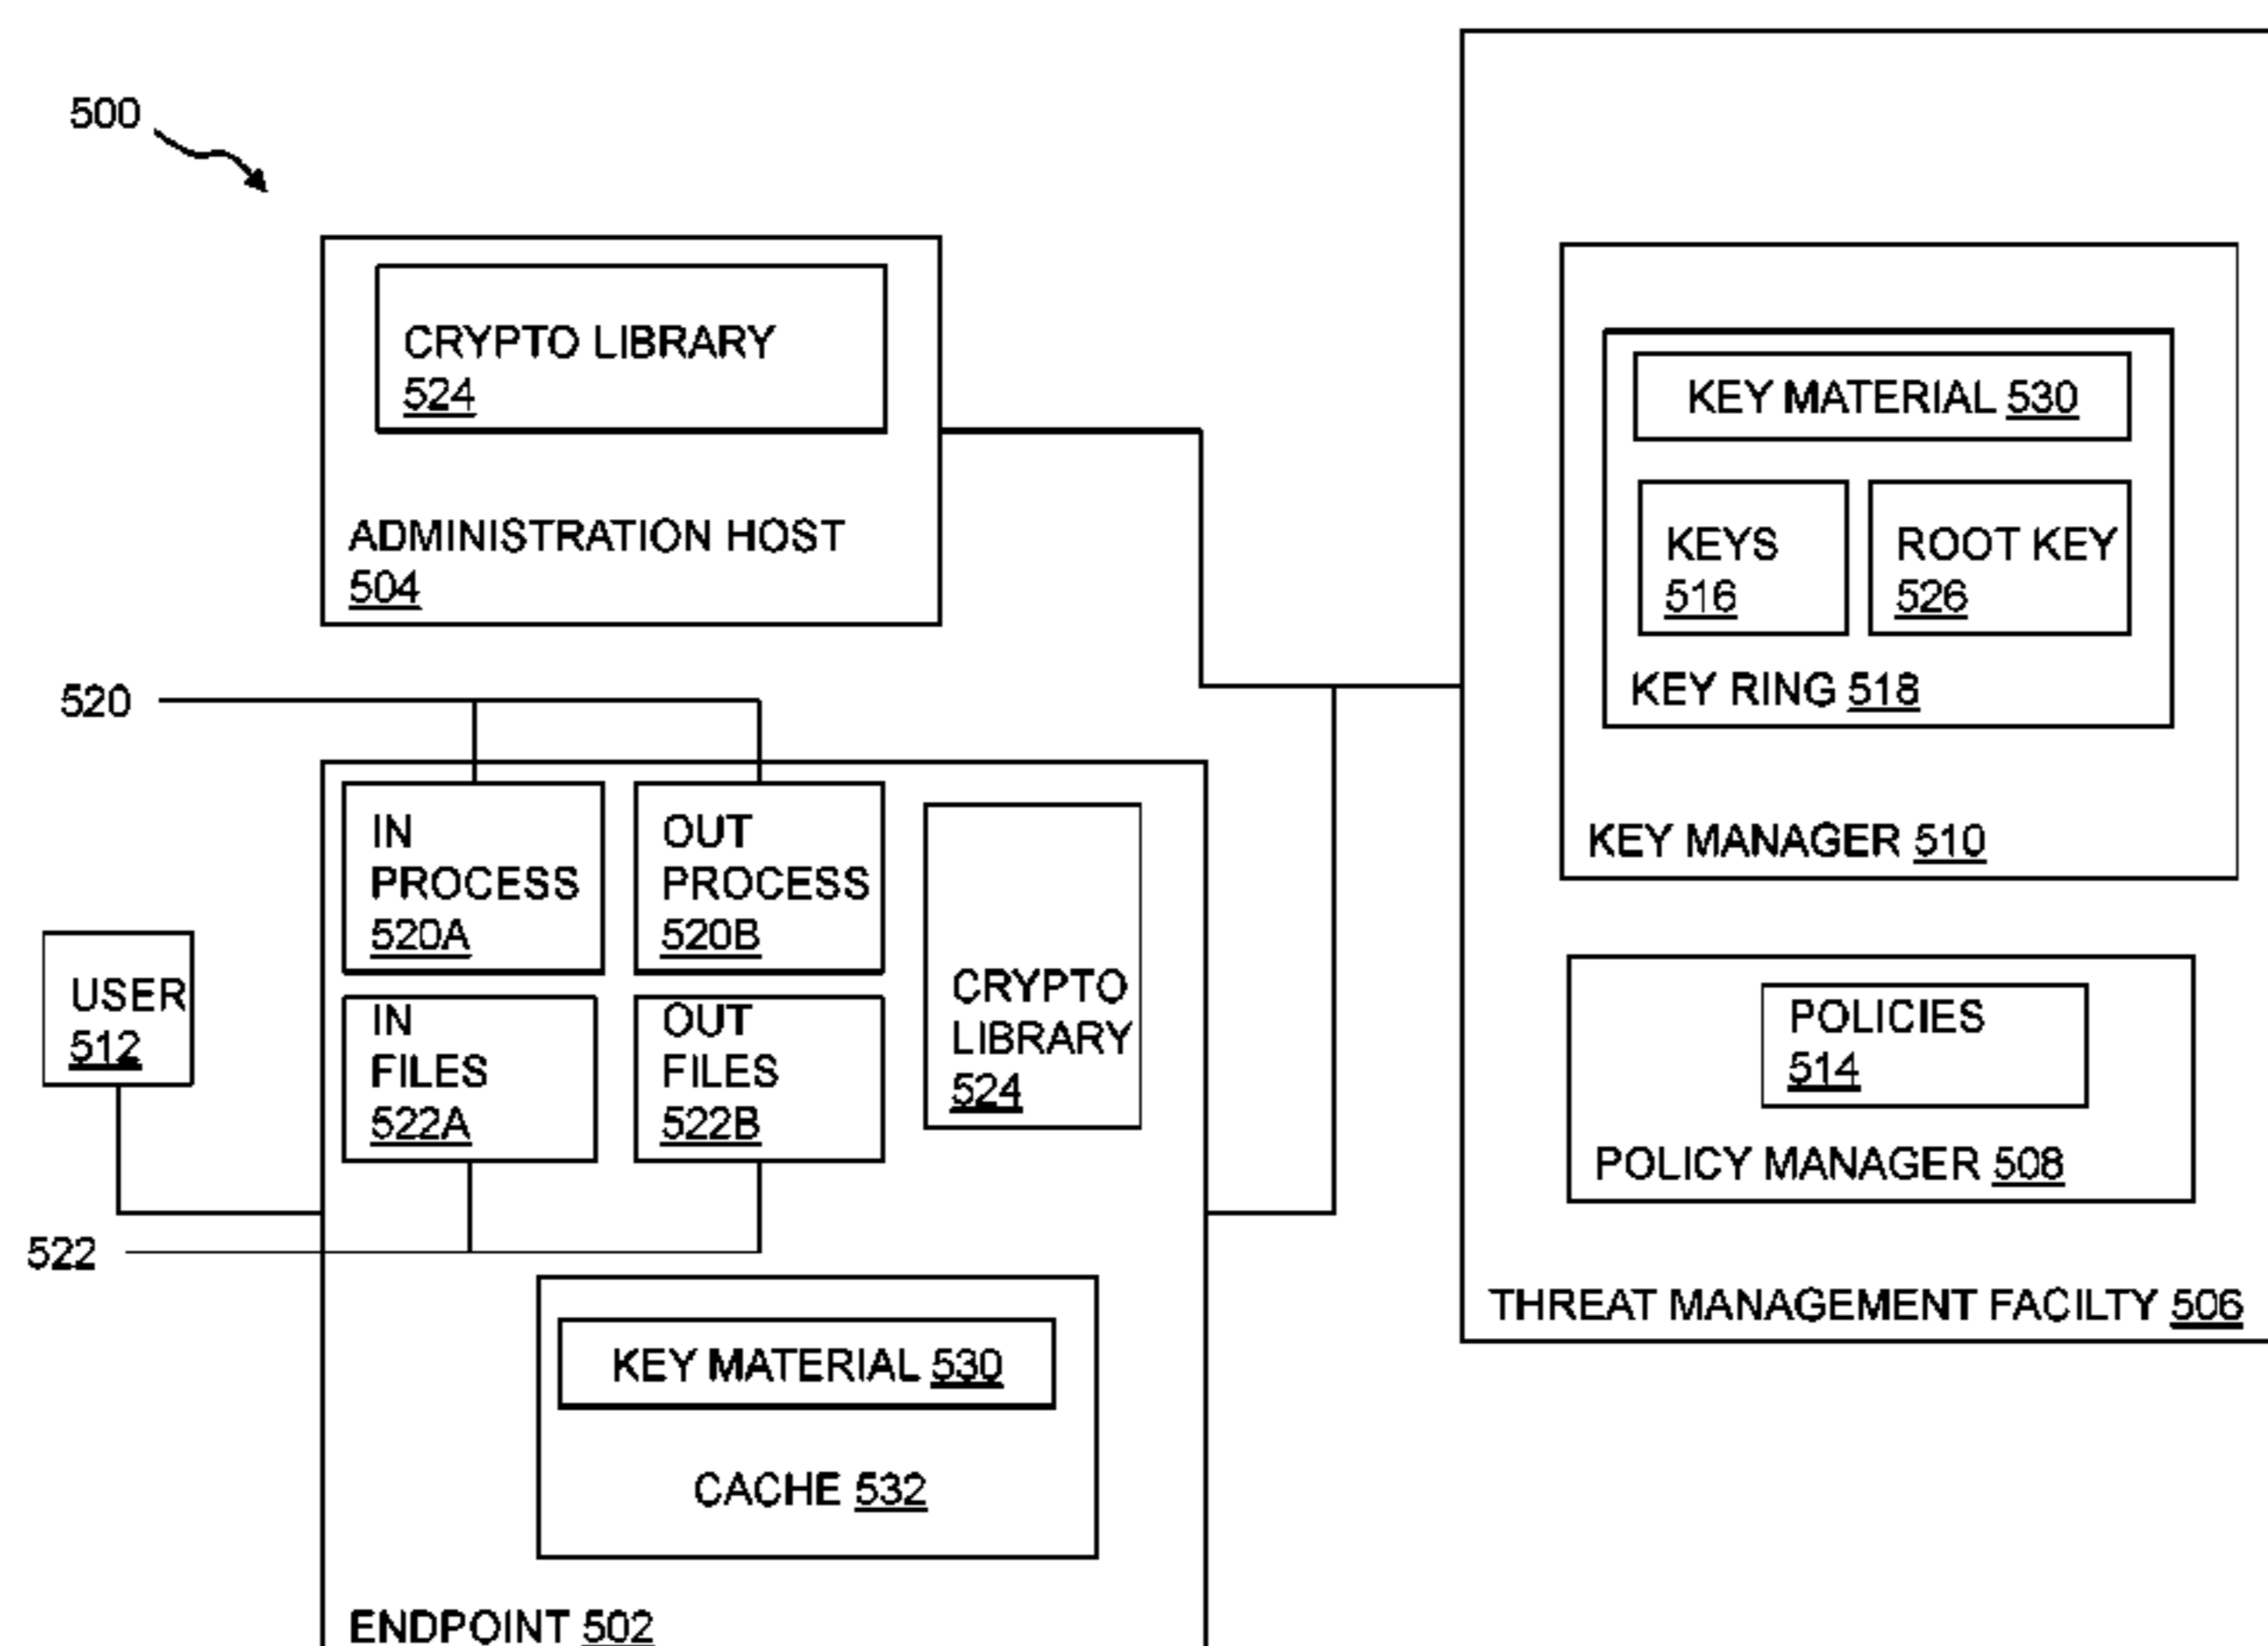 500
CRYPTO LIBRARY
524
ADMINISTRATION HOST
504
520
IN
PROCESS
520A
OUT
PROCESS
520B
IN
FILES
522A
OUT
FILES
522B
CRYPTO
LIBRARY
524
USER
512
522
KEY MATERIAL 530
CACHE 532
ENDPOINT 502
KEY MATERIAL 530
KEYS
516
ROOT KEY
526
KEY RING 518
KEY MANAGER 510
POLICIES
514
POLICY MANAGER 508
THREAT MANAGEMENT FACILTY 506